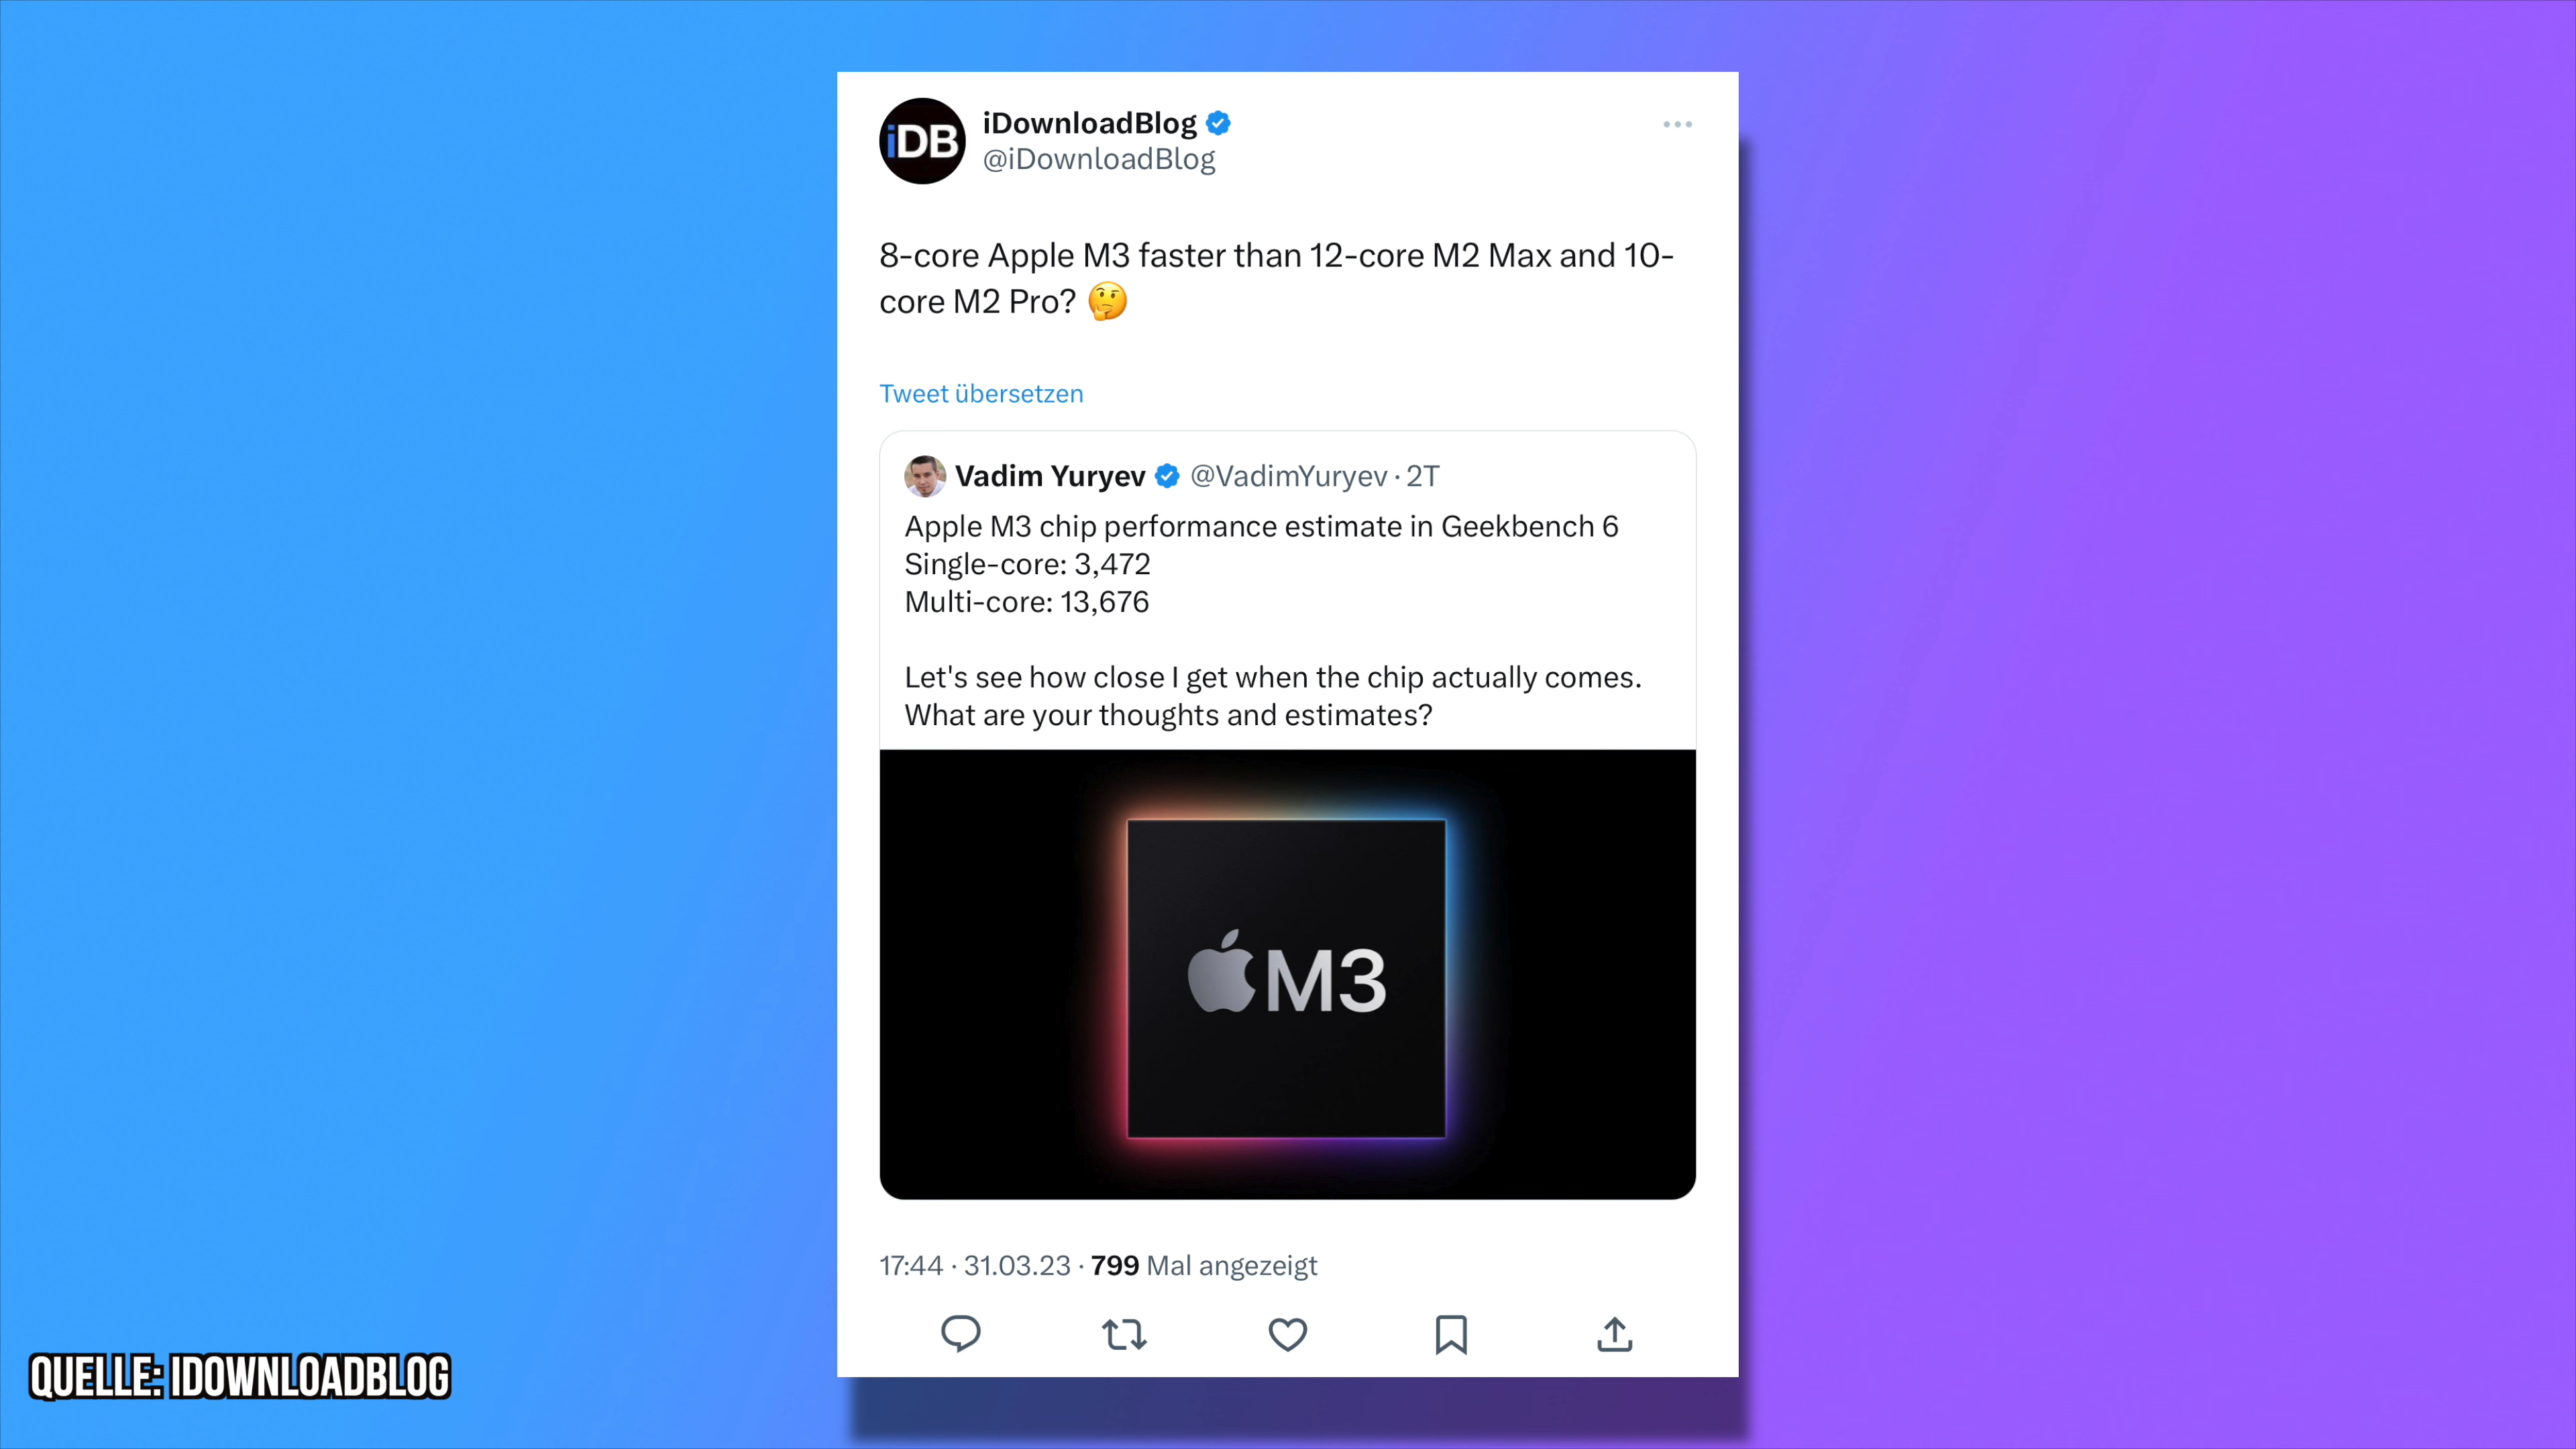 iDB
iDownloadBlog
@iDownloadBlog
8-core Apple M3 faster than 12-core M2 Max and 10-
core M2 Pro? 🤔
Tweet übersetzen
Vadim Yuryev @VadimYuryev · 2T
Apple M3 chip performance estimate in Geekbench 6
Single-core: 3,472
Multi-core: 13,676
Let's see how close I get when the chip actually comes.
What are your thoughts and estimates?
M3
17:44 · 31.03.23 · 799 Mal angezeigt
QUELLE: IDOWNLOADBLOG